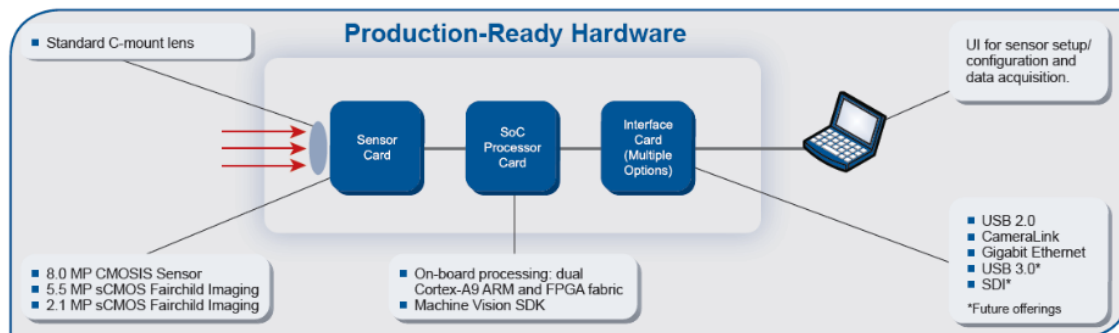 Production-Ready Hardware
■ Standard C-mount lens
UI for sensor setup/
configuration and
data acquisition.
Sensor
Card
SoC
Processor
Card
Interface
Card
(Multiple
Options)
■ 8.0 MP CMOSIS Sensor
■ 5.5 MP sCMOS Fairchild Imaging
■ 2.1 MP sCMOS Fairchild Imaging
■ On-board processing: dual
Cortex-A9 ARM and FPGA fabric
■ Machine Vision SDK
■ USB 2.0
■ CameraLink
■ Gigabit Ethernet
■ USB 3.0*
■ SDI*
*Future offerings